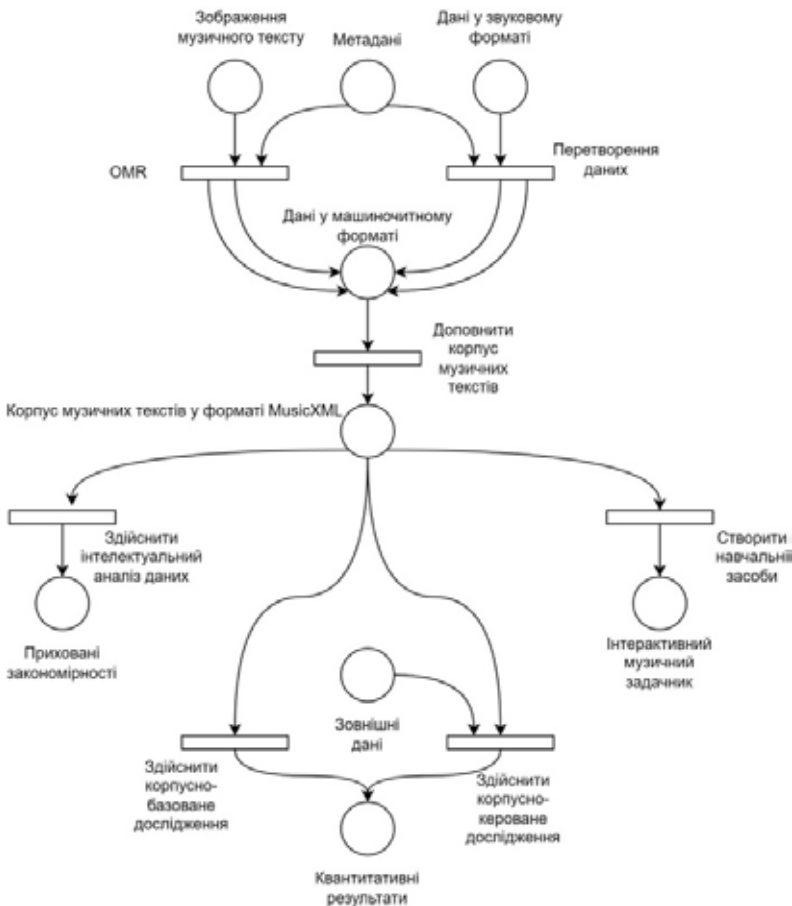 Зображення
музичного тексту
Метадані
Дані у звуковому
форматі
OMR
Перетворення
даних
Дані у машиночитному
форматі
Доповнити
корпус
музичних
текстів
Корпус музичних текстів у форматі MusicXML
Здійснити
інтелектуальний
аналіз даних
Створити
навчальнії
засоби
Приховані
закономірності
Інтерактивний
музичний
задачник
Зовнішні
дані
Здійснити
корпусно-
базоване
дослідження
Здійснити
корпусно-
кероване
дослідження
Квантитативні
результати